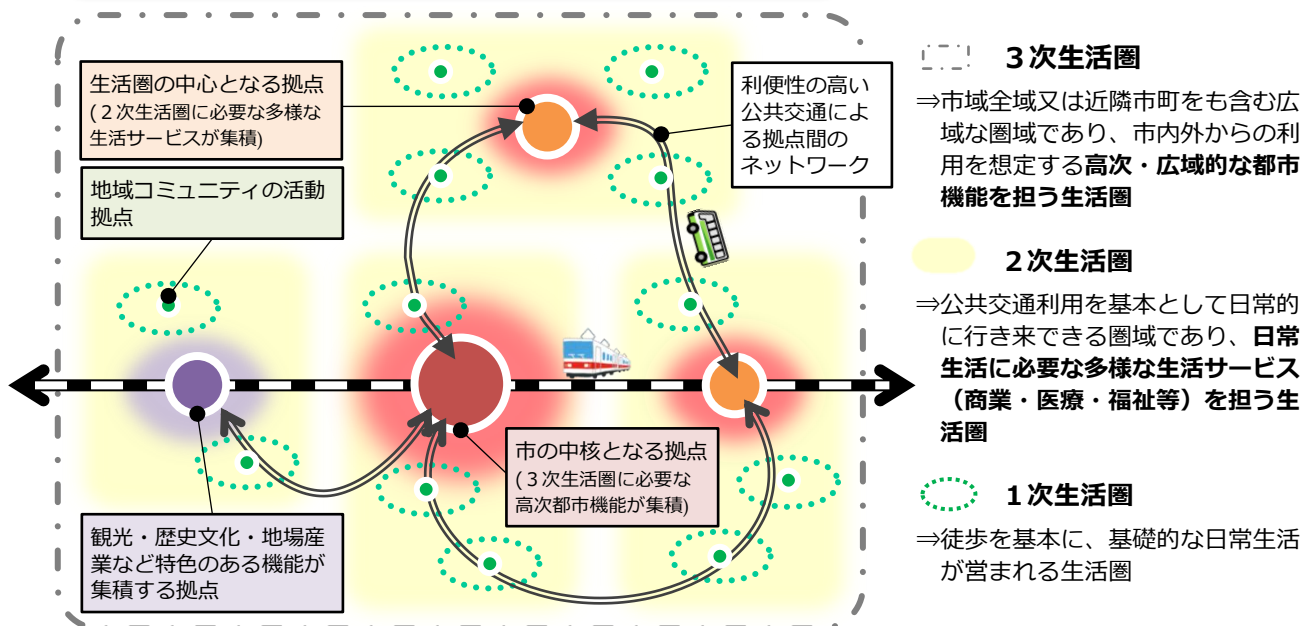 生活圏の中心となる拠点
(２次生活圏に必要な多様な
生活サービスが集積)
地域コミュニティの活動
拠点
利便性の高い
公共交通によ
る拠点間の
ネットワーク
市の中核となる拠点
(３次生活圏に必要な
高次都市機能が集積)
観光・歴史文化・地場産
業など特色のある機能が
集積する拠点
３次生活圏
⇒市域全域又は近隣市町をも含む広
域な圏域であり、市内外からの利
用を想定する高次・広域的な都市
機能を担う生活圏
２次生活圏
⇒公共交通利用を基本として日常的
に行き来できる圏域であり、日常
生活に必要な多様な生活サービス
（商業・医療・福祉等）を担う生
活圏
１次生活圏
⇒徒歩を基本に、基礎的な日常生活
が営まれる生活圏